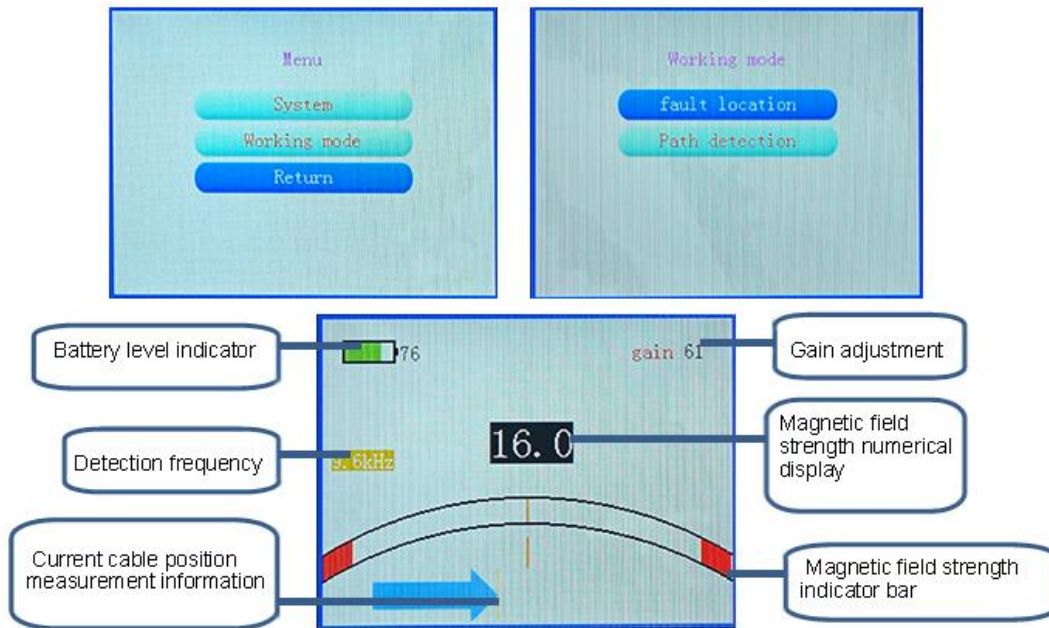 Menu
System
Working mode
Return
Working mode
fault location
Path detection
Battery level indicator
76
gain 61
Gain adjustment
Detection frequency
16.0
Magnetic field
strength numerical
display
Current cable position
measurement information
Magnetic field strength
indicator bar